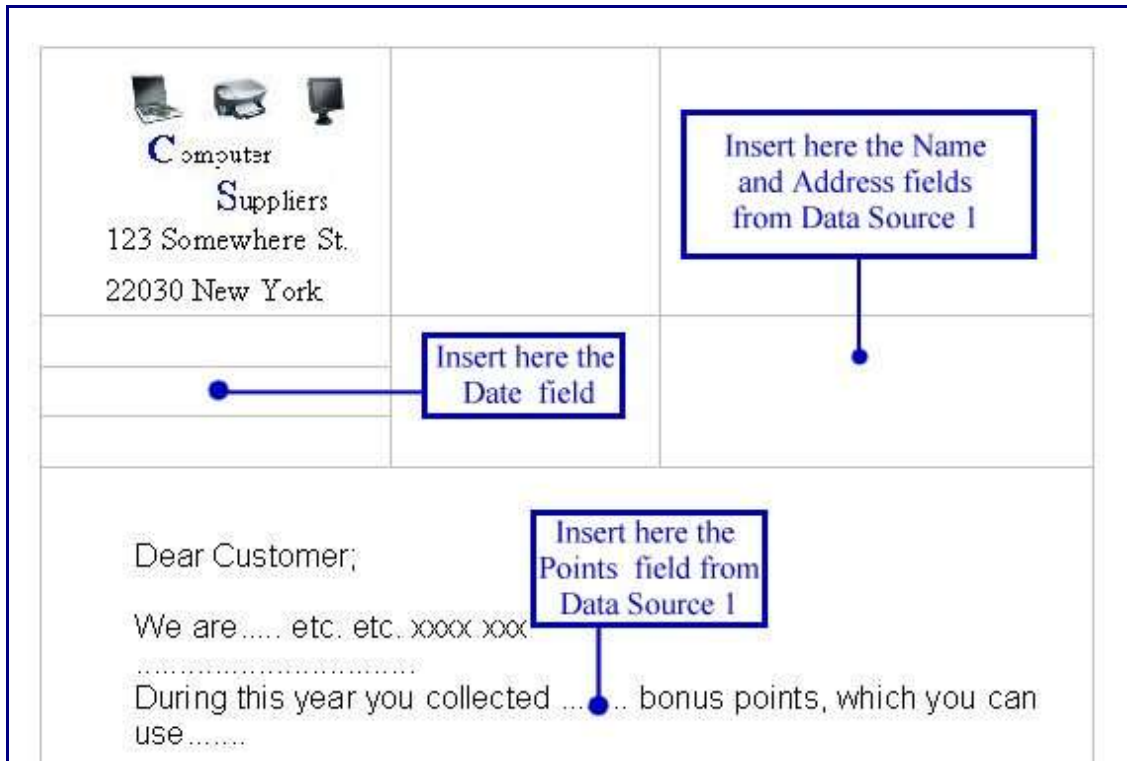 Computer
Suppliers
123 Somewhere St.
22030 New York
Insert here the Name
and Address fields
from Data Source 1
Insert here the
Date field
Dear Customer;
Insert here the
Points field from
Data Source 1
We are..... etc. etc. xxxx xxx
................................
During this year you collected ....... bonus points, which you can
use.......